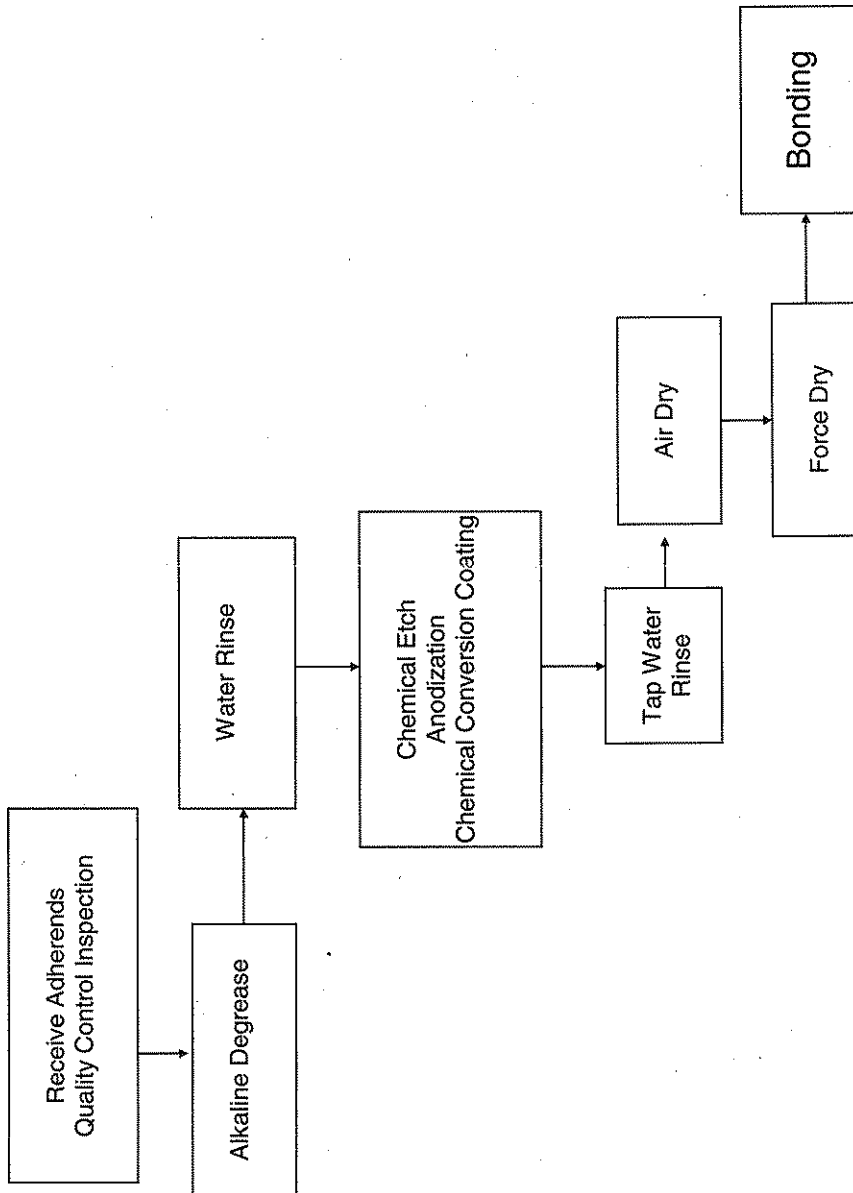 Receive Adherends
Quality Control Inspection
Alkaline Degrease
Water Rinse
Chemical Etch
Anodization
Chemical Conversion Coating
Tap Water
Rinse
Air Dry
Force Dry
Bonding